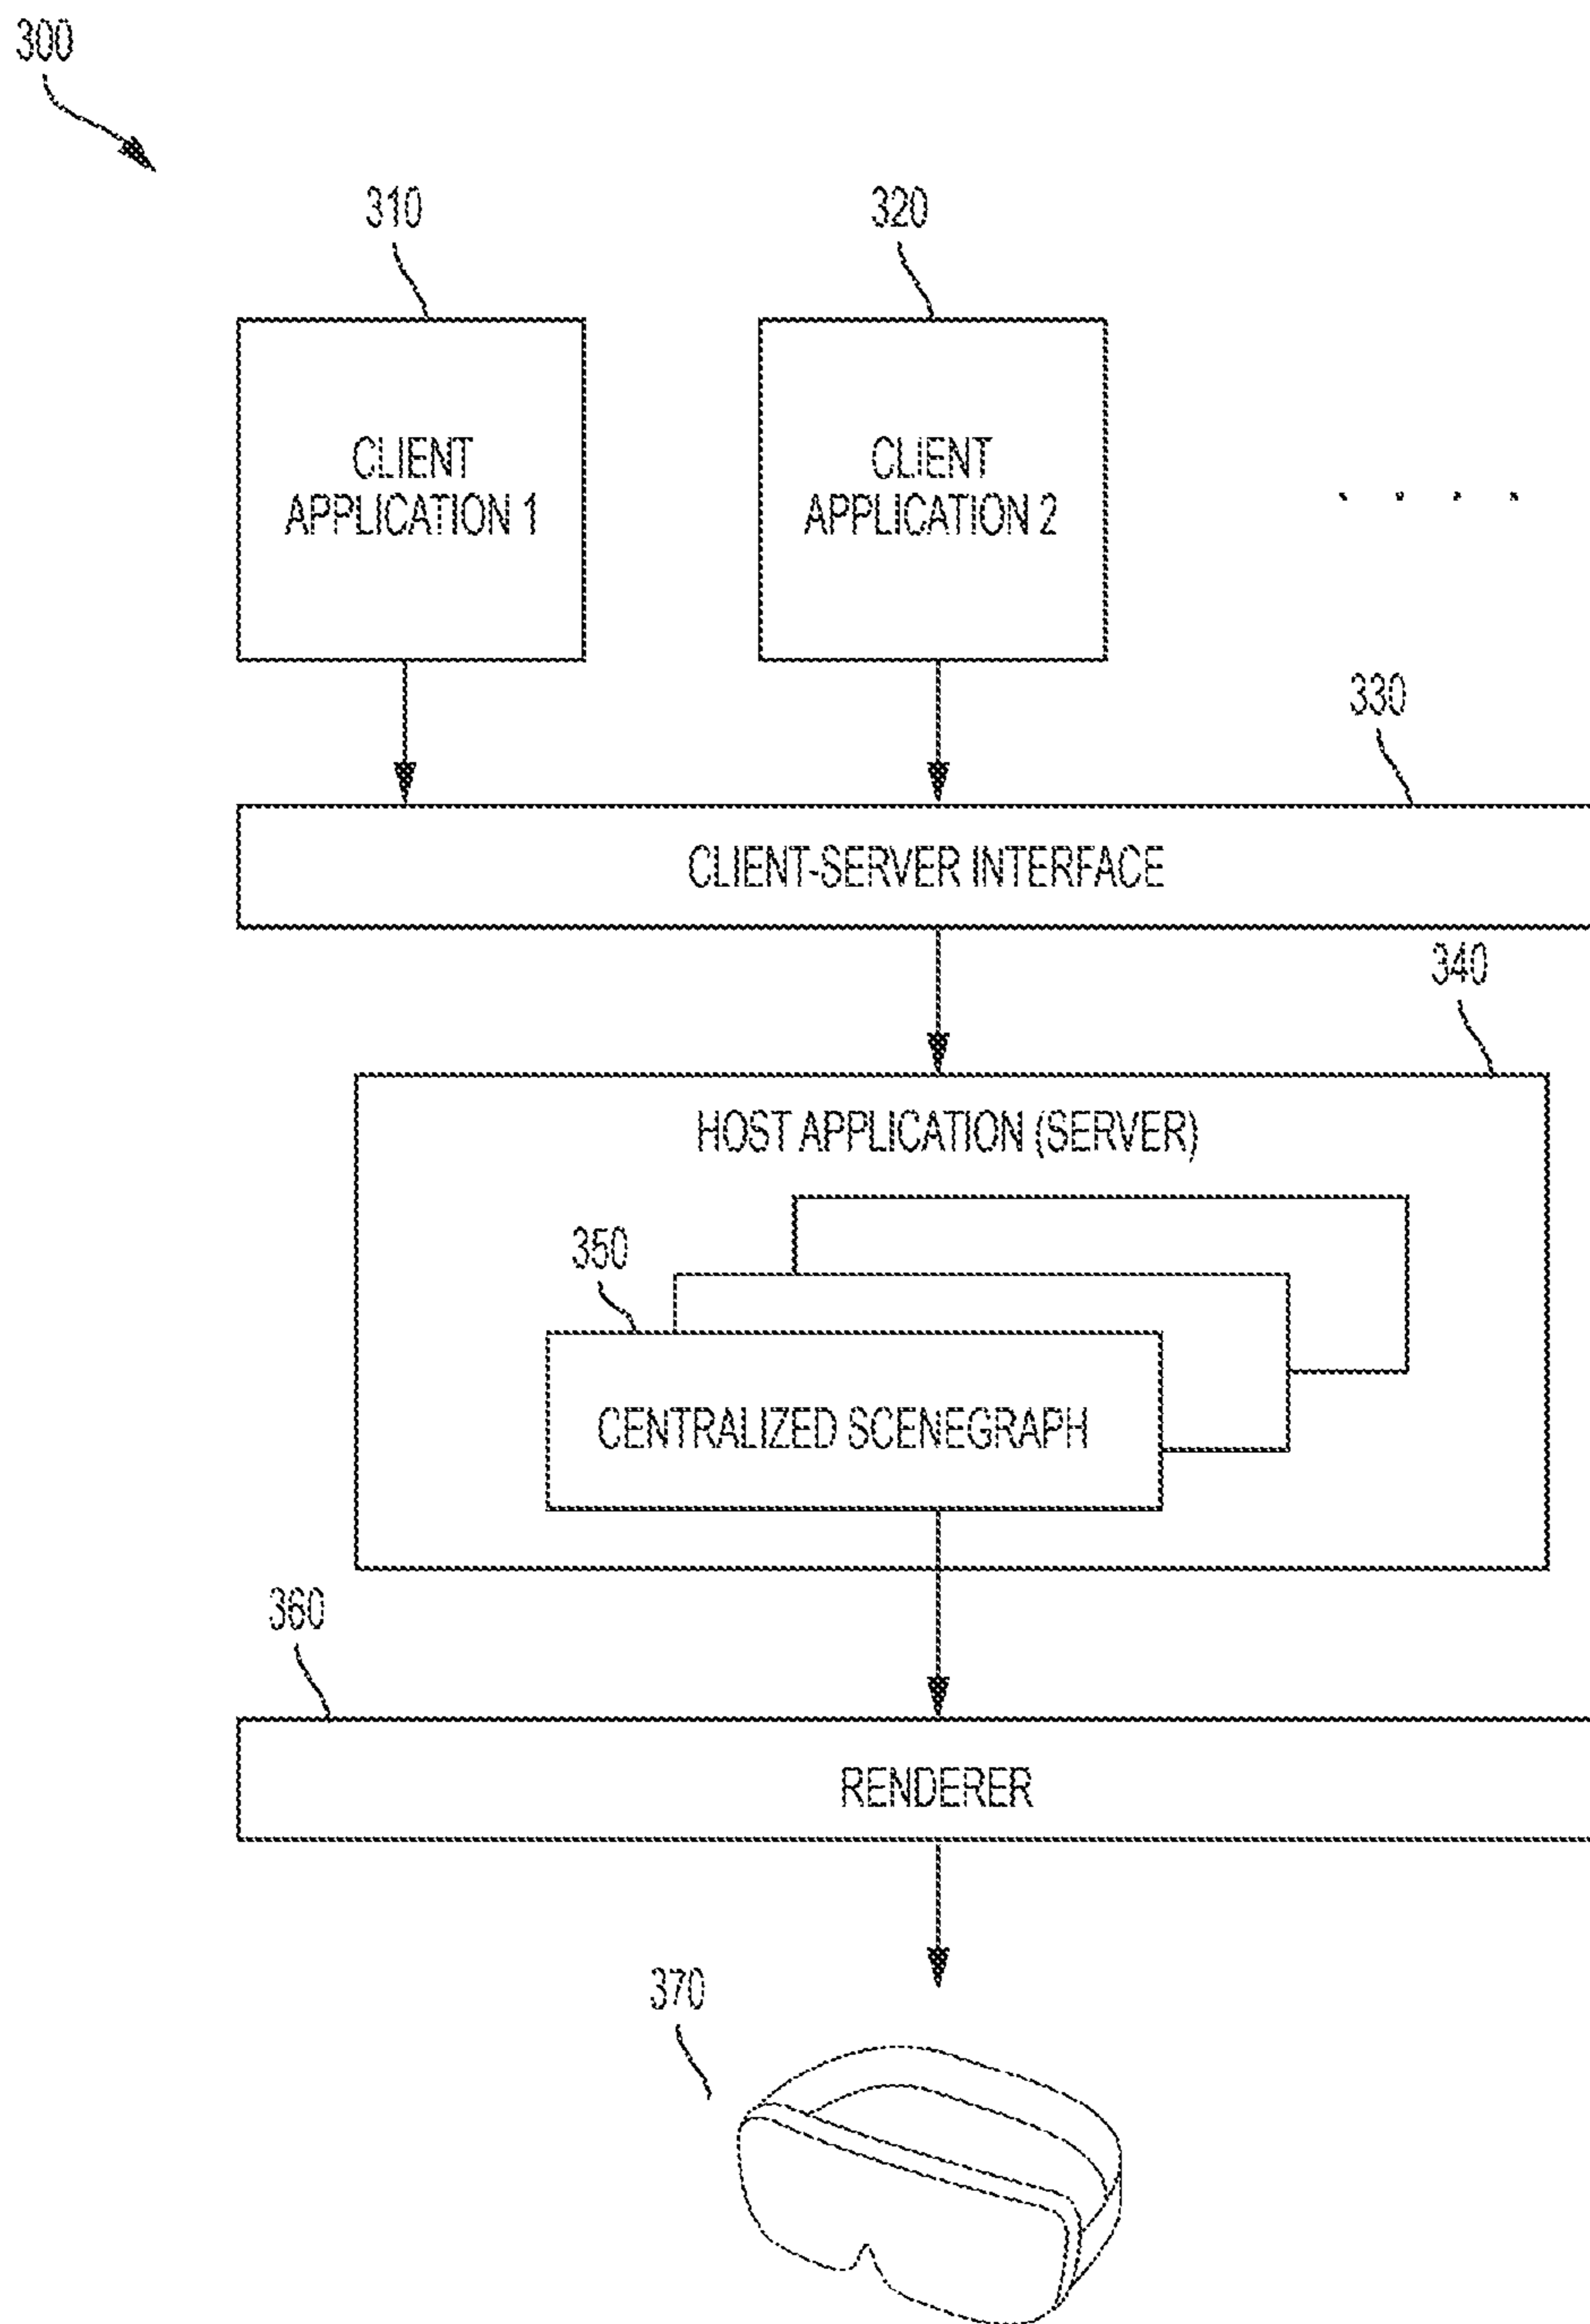 300
310
320
CLIENT
APPLICATION 1
CLIENT
APPLICATION 2
. . . .
330
CLIENT-SERVER INTERFACE
340
HOST APPLICATION (SERVER)
350
CENTRALIZED SCENEGRAPH
360
RENDERER
370